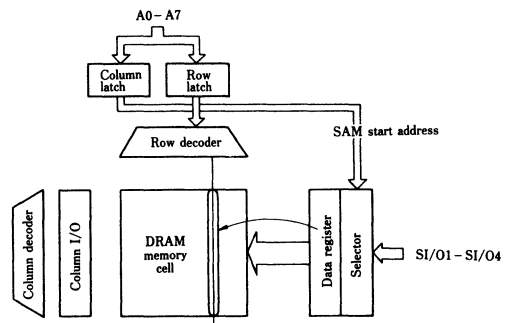 A0–A7
Column
latch
Row
latch
SAM start address
Row decoder
Column decoder
Column I/O
DRAM
memory
cell
Data register
Selector
SI/O1–SI/O4